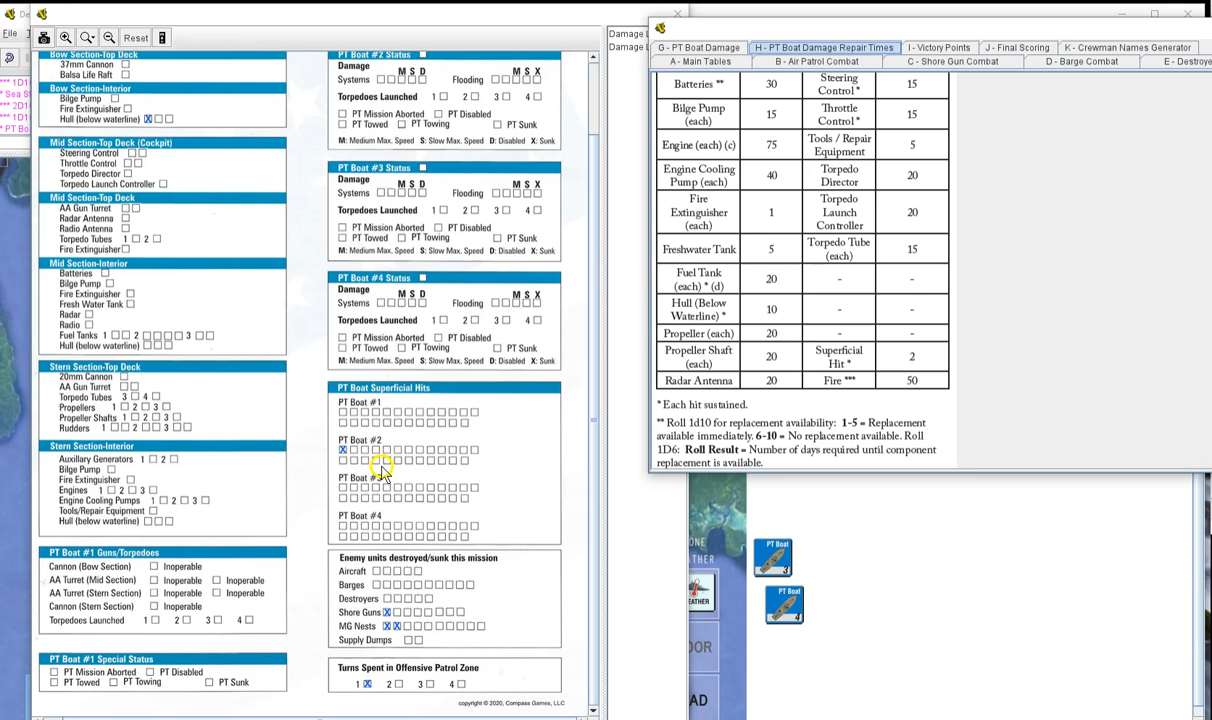 De
File
Reset
Damage L
Damage
*** 1D1
* Sea S
*** 2D1
*** 1D1
* PT Bo
Bow Section-Top Deck
37mm Cannon
Balsa Life Raft
Bow Section-Interior
Bilge Pump
Fire Extinguisher
Hull (below waterline) X
Mid Section-Top Deck (Cockpit)
Steering Control
Throttle Control
Torpedo Director
Torpedo Launch Controller
Mid Section-Top Deck
AA Gun Turret
Radar Antenna
Radio Antenna
Torpedo Tubes 1 2
Fire Extinguisher
Mid Section-Interior
Batteries
Bilge Pump
Fire Extinguisher
Fresh Water Tank
Radar
Radio
Fuel Tanks 1 2 3
Hull (below waterline)
Stern Section-Top Deck
20mm Cannon
AA Gun Turret
Torpedo Tubes 3 4
Propellers 1 2 3
Propeller Shafts 1 2 3
Rudders 1 2 3
Stern Section-Interior
Auxillary Generators 1 2
Bilge Pump
Fire Extinguisher
Engines 1 2 3
Engine Cooling Pumps 1 2 3
Tools/Repair Equipment
Hull (below waterline)
PT Boat #1 Guns/Torpedoes
Cannon (Bow Section) Inoperable
AA Turret (Mid Section) Inoperable Inoperable
AA Turret (Stern Section) Inoperable Inoperable
Cannon (Stern Section) Inoperable
Torpedoes Launched 1 2 3 4
PT Boat #1 Special Status
PT Mission Aborted PT Disabled
PT Towed PT Towing PT Sunk
PT Boat #2 Status
Damage M S D M S X
Systems Flooding
Torpedoes Launched 1 2 3 4
PT Mission Aborted PT Disabled
PT Towed PT Towing PT Sunk
M: Medium Max. Speed S: Slow Max. Speed D: Disabled X: Sunk
PT Boat #3 Status
Damage M S D M S X
Systems Flooding
Torpedoes Launched 1 2 3 4
PT Mission Aborted PT Disabled
PT Towed PT Towing PT Sunk
M: Medium Max. Speed S: Slow Max. Speed D: Disabled X: Sunk
PT Boat #4 Status
Damage M S D M S X
Systems Flooding
Torpedoes Launched 1 2 3 4
PT Mission Aborted PT Disabled
PT Towed PT Towing PT Sunk
M: Medium Max. Speed S: Slow Max. Speed D: Disabled X: Sunk
PT Boat Superficial Hits
PT Boat #1
PT Boat #2
X
PT Boat #3
PT Boat #4
Enemy units destroyed/sunk this mission
Aircraft
Barges
Destroyers
Shore Guns X
MG Nests X X
Supply Dumps
Turns Spent in Offensive Patrol Zone
1 X 2 3 4
copyright © 2020, Compass Games, LLC
G - PT Boat Damage H - PT Boat Damage Repair Times I - Victory Points J - Final Scoring K - Crewman Names Generator
A - Main Tables B - Air Patrol Combat C - Shore Gun Combat D - Barge Combat E - Destroye
Batteries ** 30 Steering Control * 15
Bilge Pump (each) 15 Throttle Control * 15
Engine (each) (c) 75 Tools / Repair Equipment 5
Engine Cooling Pump (each) 40 Torpedo Director 20
Fire Extinguisher (each) 1 Torpedo Launch Controller 20
Freshwater Tank 5 Torpedo Tube (each) 15
Fuel Tank (each) * (d) 20 - -
Hull (Below Waterline) * 10 - -
Propeller (each) 20 - -
Propeller Shaft (each) 20 Superficial Hit * 2
Radar Antenna 20 Fire *** 50
* Each hit sustained.
** Roll 1d10 for replacement availability: 1-5 = Replacement
available immediately. 6-10 = No replacement available. Roll
1D6: Roll Result = Number of days required until component
replacement is available.
ONE
THER
EATHER
OOR
AD
PT Boat
3
PT Boat
4